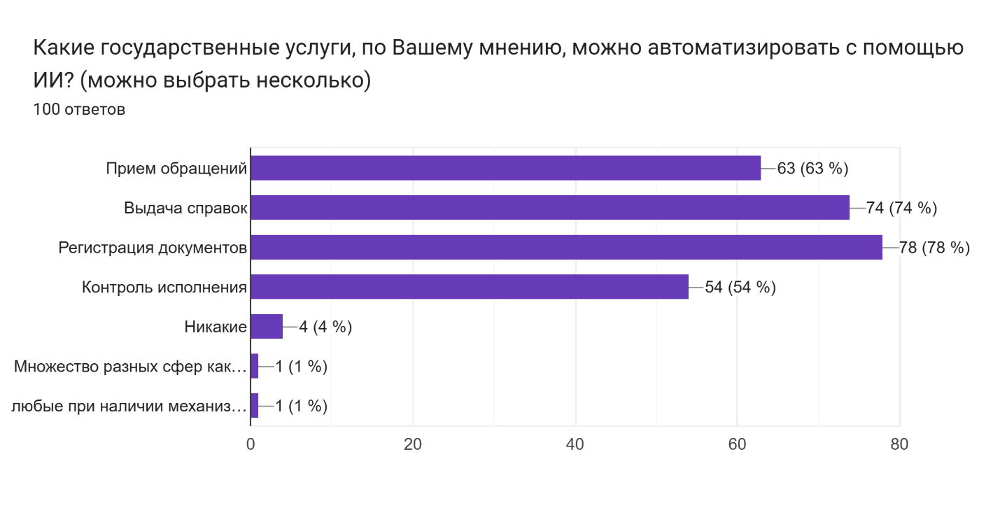 Какие государственные услуги, по Вашему мнению, можно автоматизировать с помощью
ИИ? (можно выбрать несколько)
100 ответов
Прием обращений 63 (63 %)
Выдача справок 74 (74 %)
Регистрация документов 78 (78 %)
Контроль исполнения 54 (54 %)
Никакие 4 (4 %)
Множество разных сфер как… 1 (1 %)
любые при наличии механиз… 1 (1 %)
0 20 40 60 80